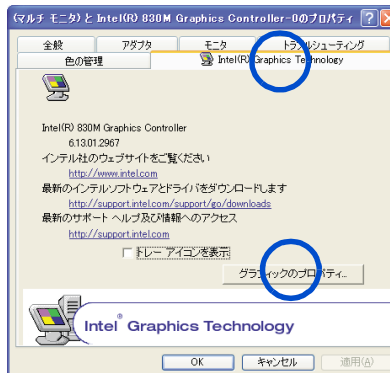 (マルチ モニタ) と Intel(R) 830M Graphics Controller-0のプロパティ
全般 アダプタ モニタ トラブルシューティング
色の管理 Intel(R) Graphics Technology
Intel(R) 830M Graphics Controller
6.13.01.2967
インテル社のウェブサイトをご覧ください
http://www.intel.com
最新のインテルソフトウェアとドライバをダウンロードします
http://support.intel.com/support/go/downloads
最新のサポート ヘルプ及び情報へのアクセス
http://support.intel.com
トレー アイコンを表示
グラフィックのプロパティ...
Intel® Graphics Technology
OK キャンセル 適用(A)